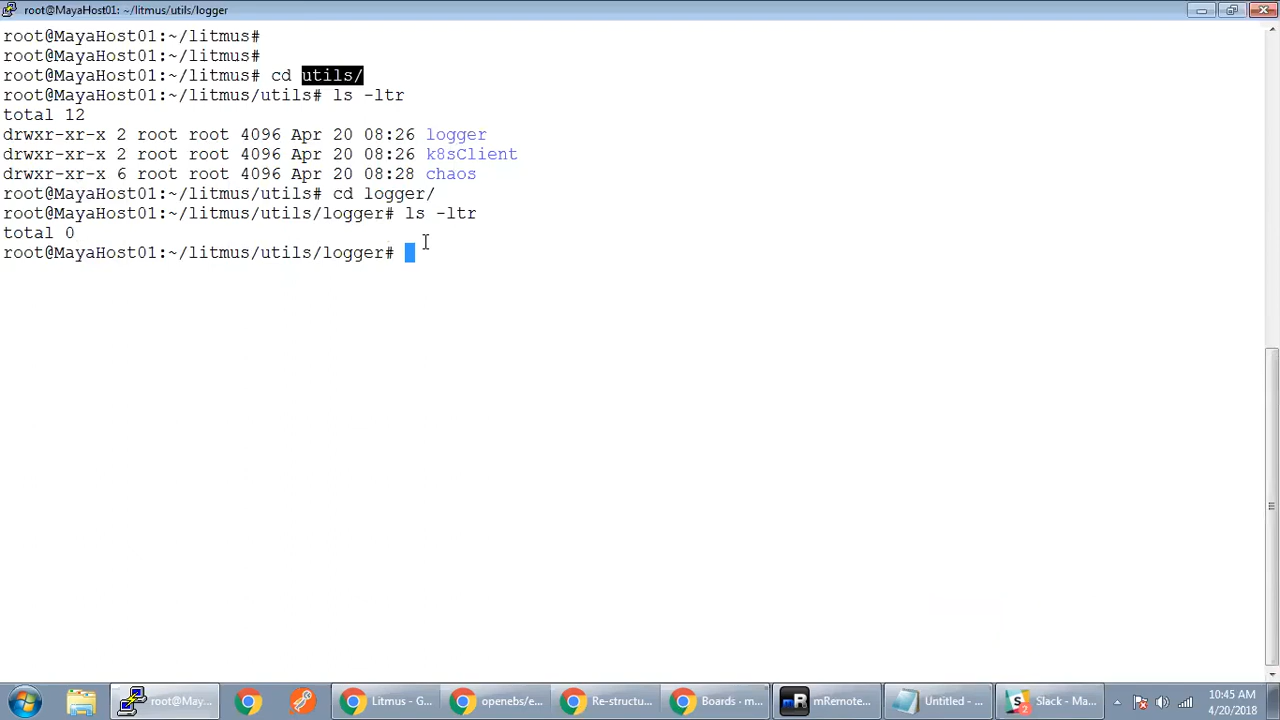 root@MayaHost01: ~/litmus/utils/logger
root@MayaHost01:~/litmus#
root@MayaHost01:~/litmus#
root@MayaHost01:~/litmus# cd utils/
root@MayaHost01:~/litmus/utils# ls -ltr
total 12
drwxr-xr-x 2 root root 4096 Apr 20 08:26 logger
drwxr-xr-x 2 root root 4096 Apr 20 08:26 k8sClient
drwxr-xr-x 6 root root 4096 Apr 20 08:28 chaos
root@MayaHost01:~/litmus/utils# cd logger/
root@MayaHost01:~/litmus/utils/logger# ls -ltr
total 0
root@MayaHost01:~/litmus/utils/logger#
root@May... Litmus - G... openebs/e... Re-structu... Boards - m... mRemote... Untitled - ... Slack - Ma... 10:45 AM
4/20/2018